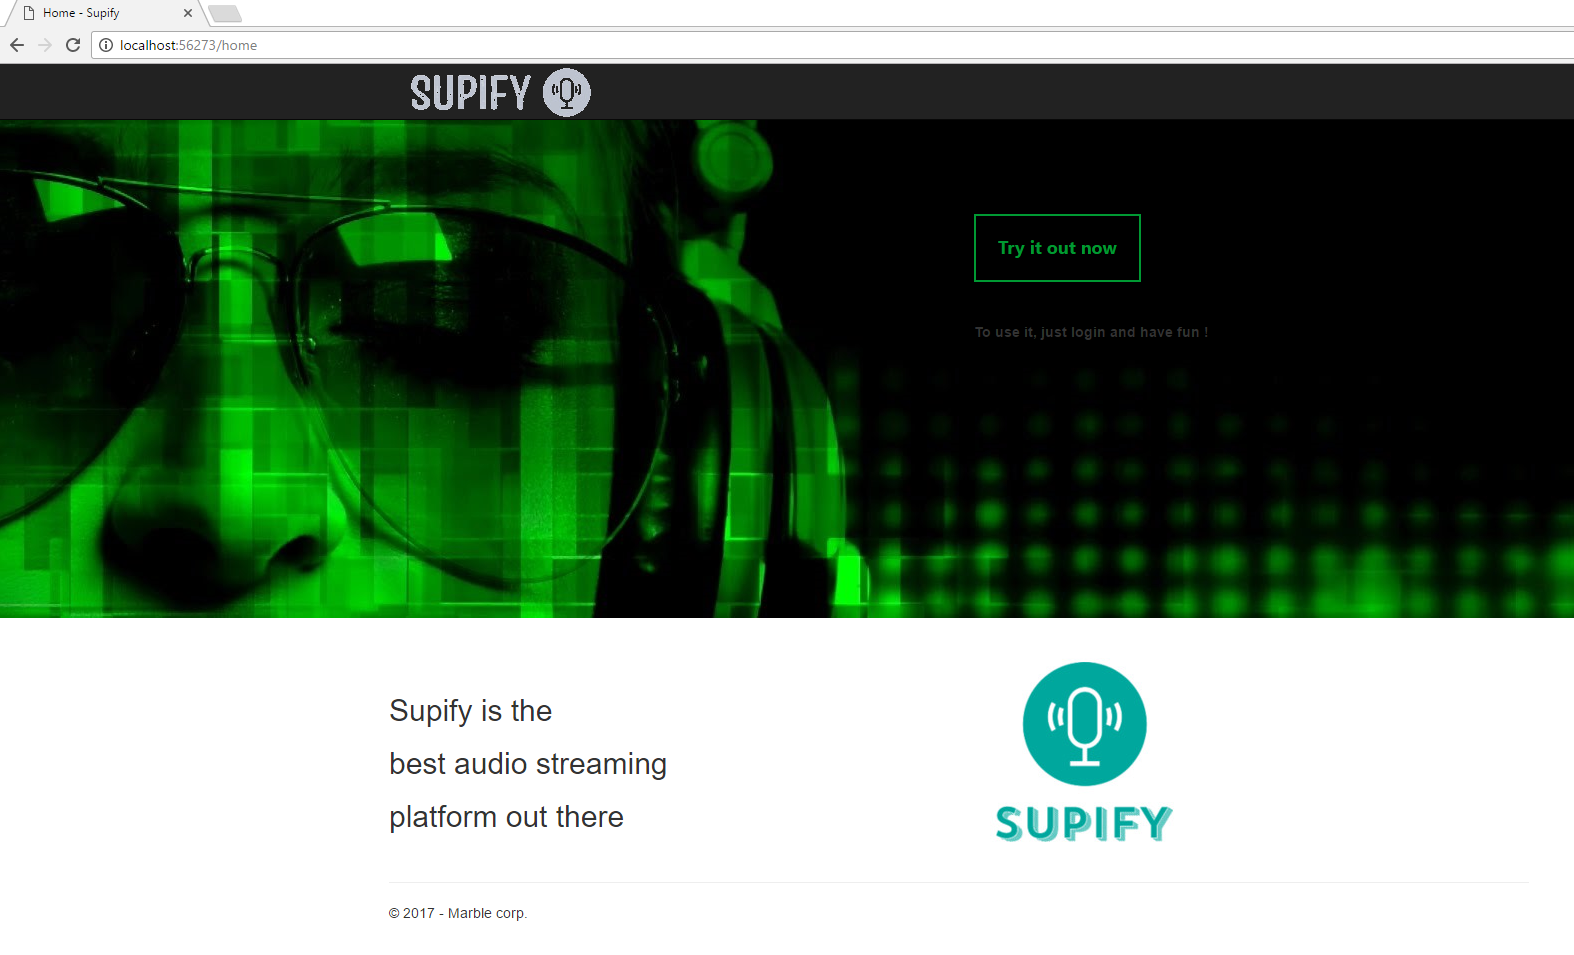 Home - Supify
localhost:56273/home
SUPIFY
Try it out now
To use it, just login and have fun !
Supify is the
best audio streaming
platform out there
SUPIFY
© 2017 - Marble corp.